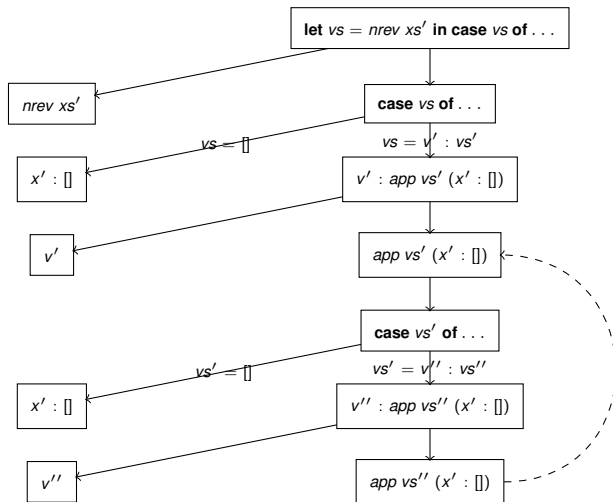 let vs = nrev xs′ in case vs of . . .
nrev xs′
case vs of . . .
vs = []
vs = v′ : vs′
x′ : []
v′ : app vs′ (x′ : [])
v′
app vs′ (x′ : [])
case vs′ of . . .
vs′ = []
vs′ = v′′ : vs′′
x′ : []
v′′ : app vs′′ (x′ : [])
v′′
app vs′′ (x′ : [])